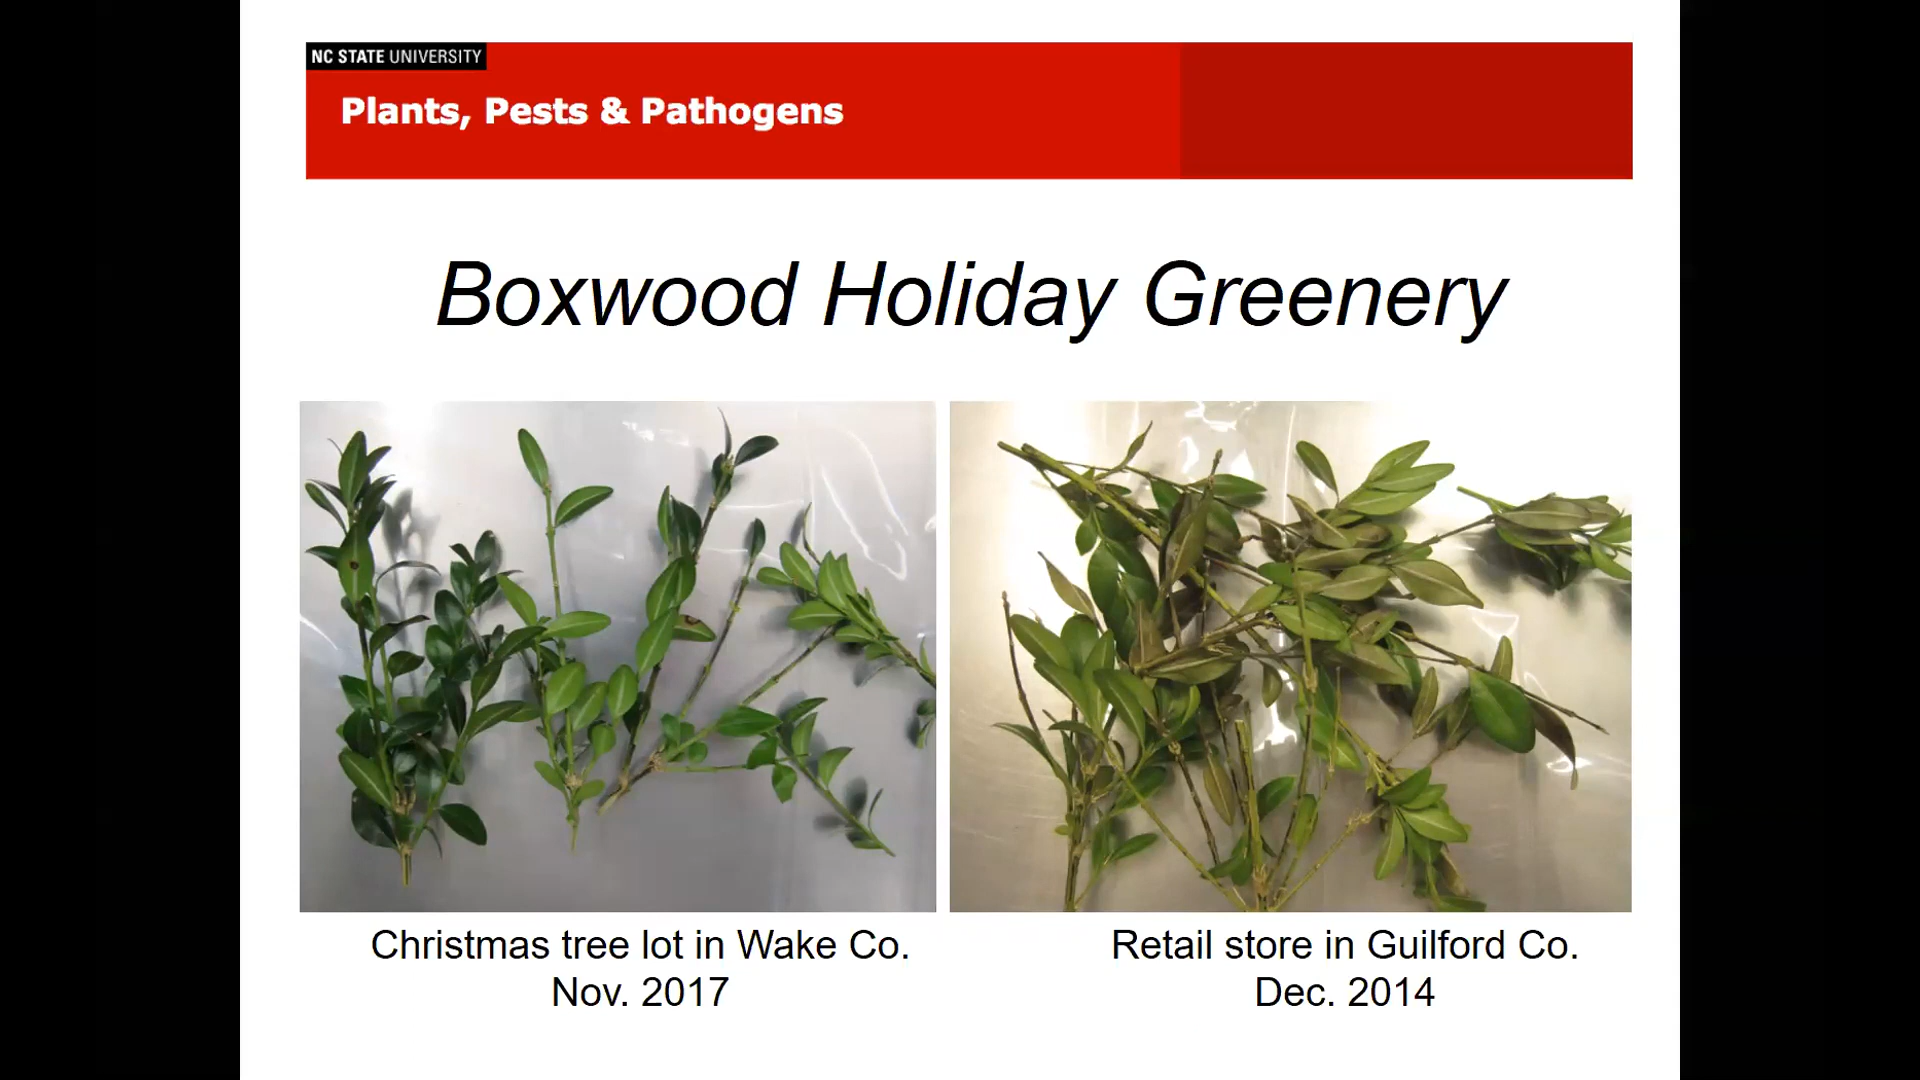 NC STATE UNIVERSITY
Plants, Pests & Pathogens
Boxwood Holiday Greenery
Christmas tree lot in Wake Co.
Nov. 2017
Retail store in Guilford Co.
Dec. 2014